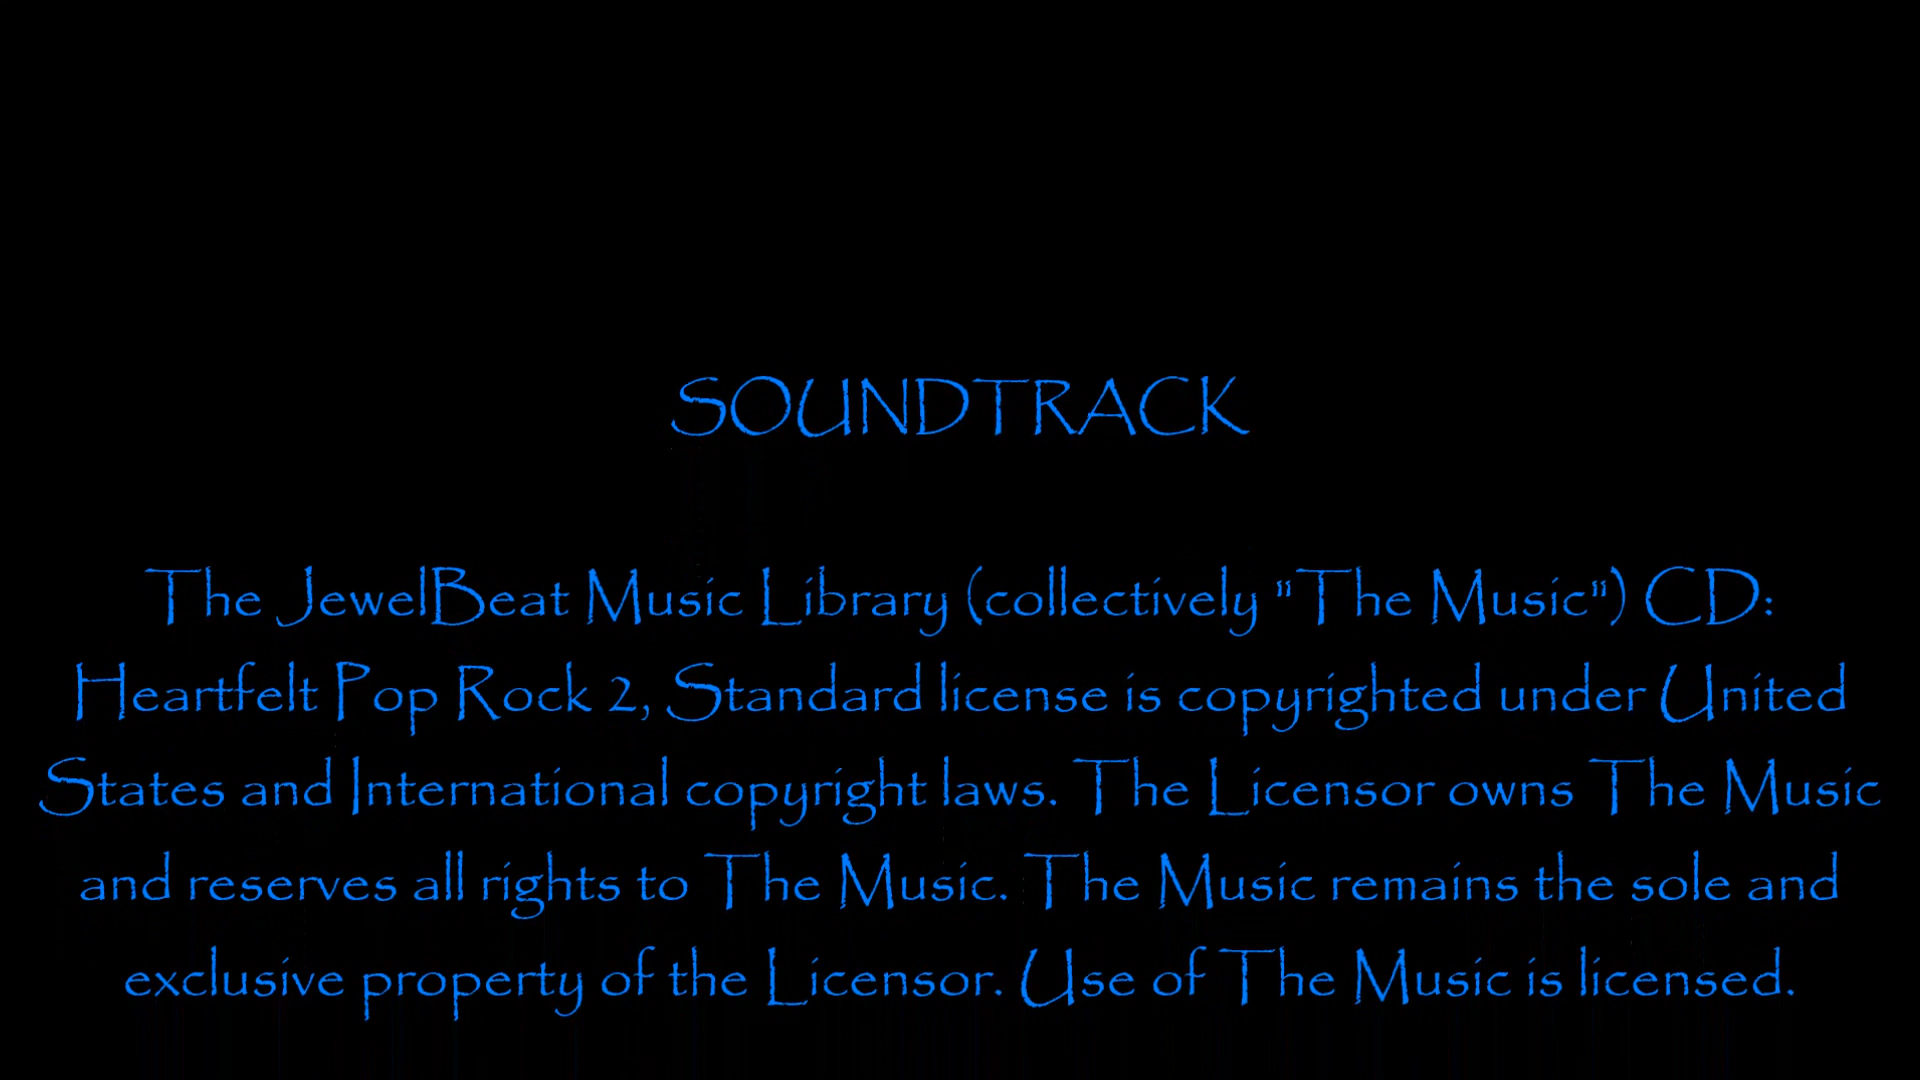 SOUNDTRACK
The JewelBeat Music Library (collectively "The Music") CD:
Heartfelt Pop Rock 2, Standard license is copyrighted under United
States and International copyright laws. The Licensor owns The Music
and reserves all rights to The Music. The Music remains the sole and
exclusive property of the Licensor. Use of The Music is licensed.